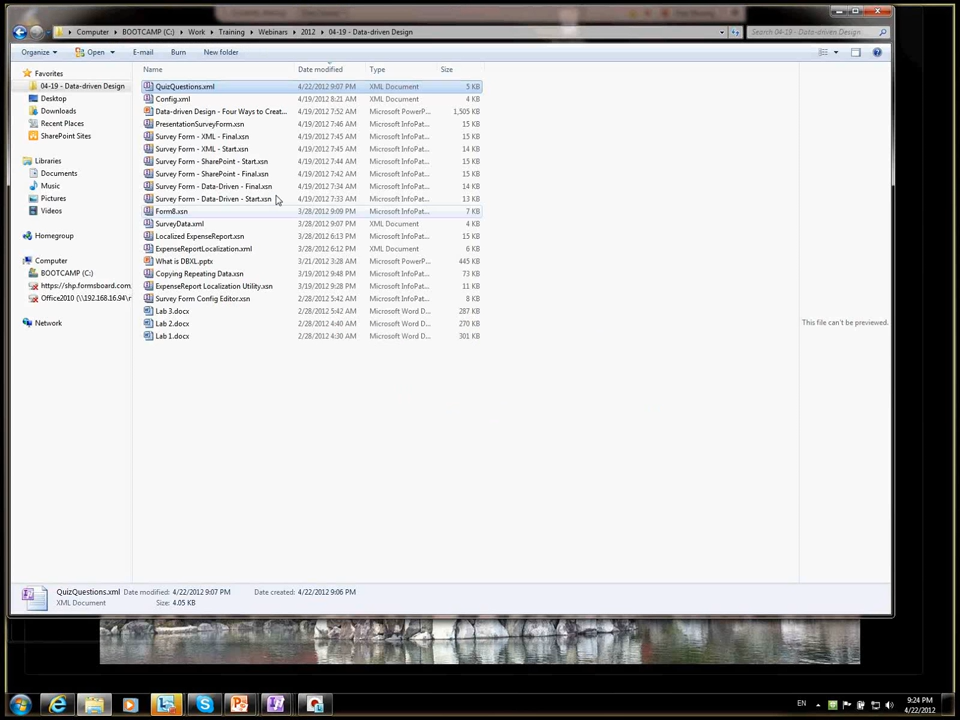 Computer BOOTCAMP (C:) Work Training Webinars 2012 04-19 - Data-driven Design
Search 04-19 - Data-driven Design
Organize Open E-mail Burn New folder
Name Date modified Type Size
Favorites
04-19 - Data-driven Design
Desktop
Downloads
Recent Places
SharePoint Sites
Libraries
Documents
Music
Pictures
Videos
Homegroup
Computer
BOOTCAMP (C:)
https://shp.formsboard.com
Office2010 (\\192.168.16.94\r
Network
QuizQuestions.xml 4/22/2012 9:07 PM XML Document 5 KB
Config.xml 4/19/2012 8:21 AM XML Document 4 KB
Data-driven Design - Four Ways to Creat... 4/19/2012 7:52 AM Microsoft PowerP... 1,505 KB
PresentationSurveyForm.xsn 4/19/2012 7:46 AM Microsoft InfoPat... 15 KB
Survey Form - XML - Final.xsn 4/19/2012 7:45 AM Microsoft InfoPat... 15 KB
Survey Form - XML - Start.xsn 4/19/2012 7:45 AM Microsoft InfoPat... 14 KB
Survey Form - SharePoint - Start.xsn 4/19/2012 7:44 AM Microsoft InfoPat... 15 KB
Survey Form - SharePoint - Final.xsn 4/19/2012 7:42 AM Microsoft InfoPat... 15 KB
Survey Form - Data-Driven - Final.xsn 4/19/2012 7:34 AM Microsoft InfoPat... 14 KB
Survey Form - Data-Driven - Start.xsn 4/19/2012 7:33 AM Microsoft InfoPat... 13 KB
Form8.xsn 3/28/2012 9:09 PM Microsoft InfoPat... 7 KB
SurveyData.xml 3/28/2012 9:07 PM XML Document 4 KB
Localized ExpenseReport.xsn 3/28/2012 6:13 PM Microsoft InfoPat... 15 KB
ExpenseReportLocalization.xml 3/28/2012 6:12 PM XML Document 6 KB
What is DBXL.pptx 3/21/2012 3:28 AM Microsoft PowerP... 445 KB
Copying Repeating Data.xsn 3/19/2012 9:48 PM Microsoft InfoPat... 73 KB
ExpenseReport Localization Utility.xsn 3/19/2012 9:28 PM Microsoft InfoPat... 11 KB
Survey Form Config Editor.xsn 2/28/2012 5:42 AM Microsoft InfoPat... 8 KB
Lab 3.docx 2/28/2012 5:42 AM Microsoft Word D... 287 KB
Lab 2.docx 2/28/2012 4:40 AM Microsoft Word D... 270 KB
Lab 1.docx 2/28/2012 4:30 AM Microsoft Word D... 301 KB
This file can't be previewed.
QuizQuestions.xml Date modified: 4/22/2012 9:07 PM Date created: 4/22/2012 9:06 PM
XML Document Size: 4.05 KB
EN
9:24 PM
4/22/2012